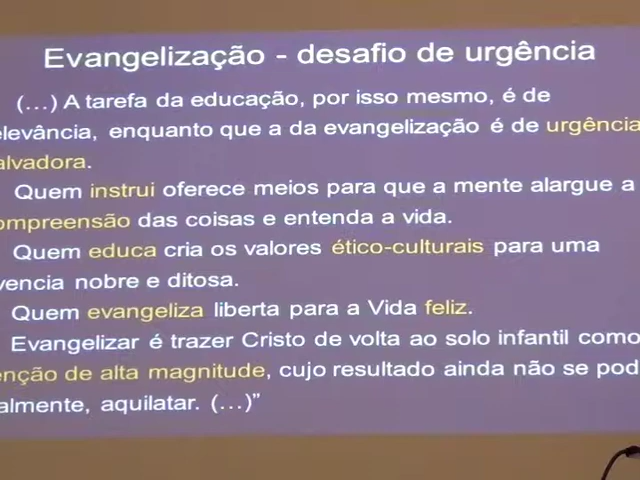 Evangelização - desafio de urgência
(...) A tarefa da educação, por isso mesmo, é de
elevância, enquanto que a da evangelização é de urgência
alvadora.
Quem instrui oferece meios para que a mente alargue a
ompreensão das coisas e entenda a vida.
Quem educa cria os valores ético-culturais para uma
vencia nobre e ditosa.
Quem evangeliza liberta para a Vida feliz.
Evangelizar é trazer Cristo de volta ao solo infantil como
enção de alta magnitude, cujo resultado ainda não se pod
almente, aquilatar. (...)”